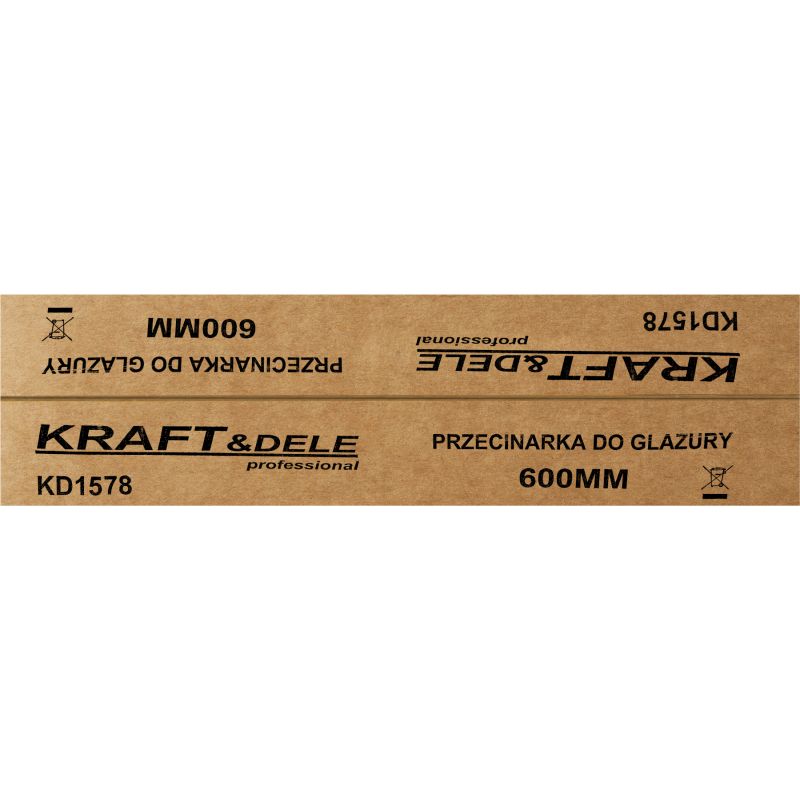 600MM
PRZECINARKA DO GLAZURY
KD1578
professional
KRAFT&DELE
KRAFT&DELE
professional
KD1578
PRZECINARKA DO GLAZURY
600MM